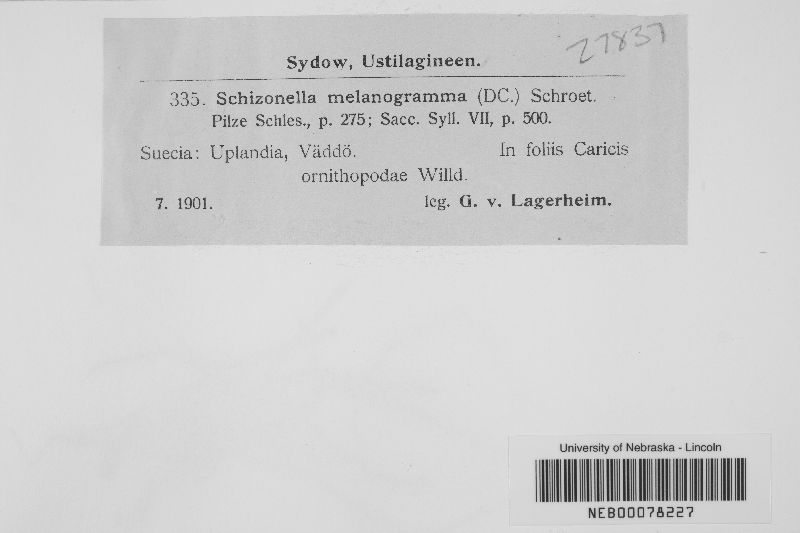 27837
Sydow, Ustilagineen.
335. Schizonella melanogramma (DC.) Schroet.
Pilze Schles., p. 275; Sacc. Syll. VII, p. 500.
Suecia: Uplandia, Väddö. In foliis Caricis
ornithopodae Willd.
7. 1901. leg. G. v. Lagerheim.
University of Nebraska - Lincoln
NEB00078227